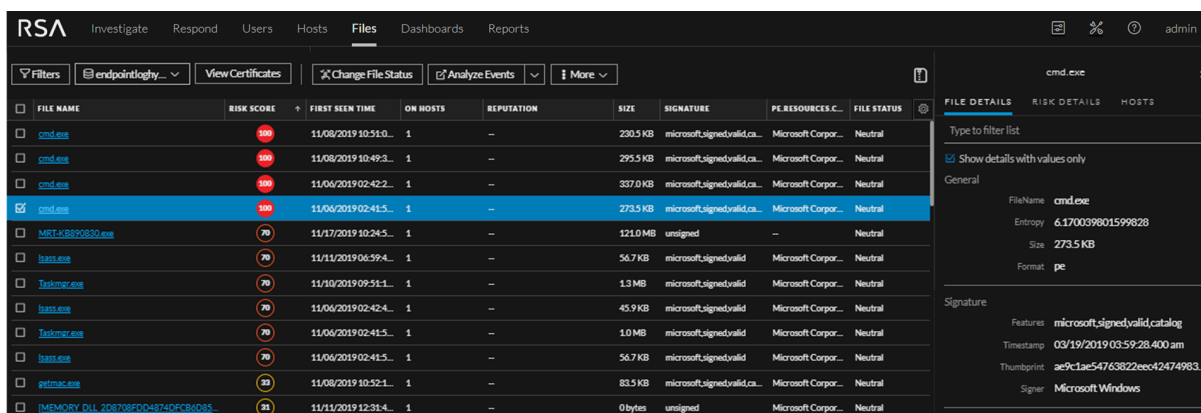 RSA Investigate Respond Users Hosts Files Dashboards Reports admin
Filters endpointloghy... View Certificates Change File Status Analyze Events More
FILE NAME RISK SCORE ↑ FIRST SEEN TIME ON HOSTS REPUTATION SIZE SIGNATURE PE.RESOURCES.C... FILE STATUS
cmd.exe 100 11/08/2019 10:51:0... 1 -- 230.5 KB microsoft,signed,valid,ca... Microsoft Corpor... Neutral
cmd.exe 100 11/08/2019 10:49:3... 1 -- 295.5 KB microsoft,signed,valid,ca... Microsoft Corpor... Neutral
cmd.exe 100 11/06/2019 02:42:2... 1 -- 337.0 KB microsoft,signed,valid,ca... Microsoft Corpor... Neutral
cmd.exe 100 11/06/2019 02:41:5... 1 -- 273.5 KB microsoft,signed,valid,ca... Microsoft Corpor... Neutral
MRT-KB890830.exe 70 11/17/2019 10:24:5... 1 -- 121.0 MB unsigned -- Neutral
lsass.exe 70 11/11/2019 06:59:4... 1 -- 56.7 KB microsoft,signed,valid Microsoft Corpor... Neutral
Taskmgr.exe 70 11/10/2019 09:51:1... 1 -- 1.3 MB microsoft,signed,valid Microsoft Corpor... Neutral
lsass.exe 70 11/06/2019 02:42:4... 1 -- 45.9 KB microsoft,signed,valid Microsoft Corpor... Neutral
Taskmgr.exe 70 11/06/2019 02:41:5... 1 -- 1.0 MB microsoft,signed,valid Microsoft Corpor... Neutral
lsass.exe 70 11/06/2019 02:41:5... 1 -- 56.7 KB microsoft,signed,valid Microsoft Corpor... Neutral
getmac.exe 33 11/08/2019 10:52:1... 1 -- 83.5 KB microsoft,signed,valid,ca... Microsoft Corpor... Neutral
[MEMORY_DLL_2D8708FDD4874DFCB6D85... 31 11/11/2019 12:31:4... 1 -- 0 bytes unsigned Microsoft Corpor... Neutral
cmd.exe
FILE DETAILS RISK DETAILS HOSTS
Type to filter list
Show details with values only
General
FileName cmd.exe
Entropy 6.170039801599828
Size 273.5 KB
Format pe
Signature
Features microsoft,signed,valid,catalog
Timestamp 03/19/2019 03:59:28.400 am
Thumbprint ae9c1ae54763822eec42474983...
Signer Microsoft Windows